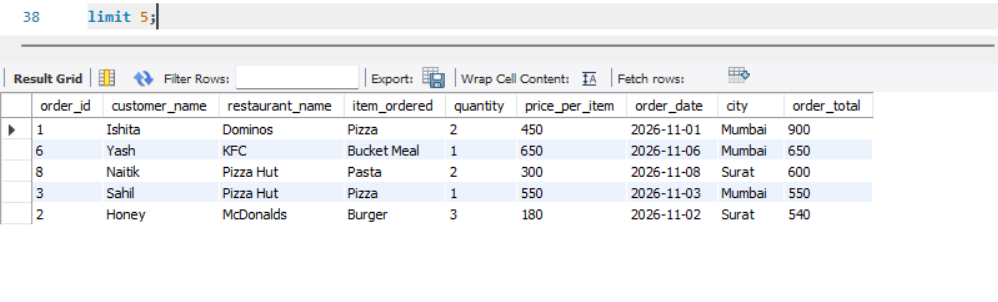 38 limit 5;
Result Grid Filter Rows: Export: Wrap Cell Content: Fetch rows:
order_id customer_name restaurant_name item_ordered quantity price_per_item order_date city order_total
1 Ishita Dominos Pizza 2 450 2026-11-01 Mumbai 900
6 Yash KFC Bucket Meal 1 650 2026-11-06 Mumbai 650
8 Naitik Pizza Hut Pasta 2 300 2026-11-08 Surat 600
3 Sahil Pizza Hut Pizza 1 550 2026-11-03 Mumbai 550
2 Honey McDonalds Burger 3 180 2026-11-02 Surat 540